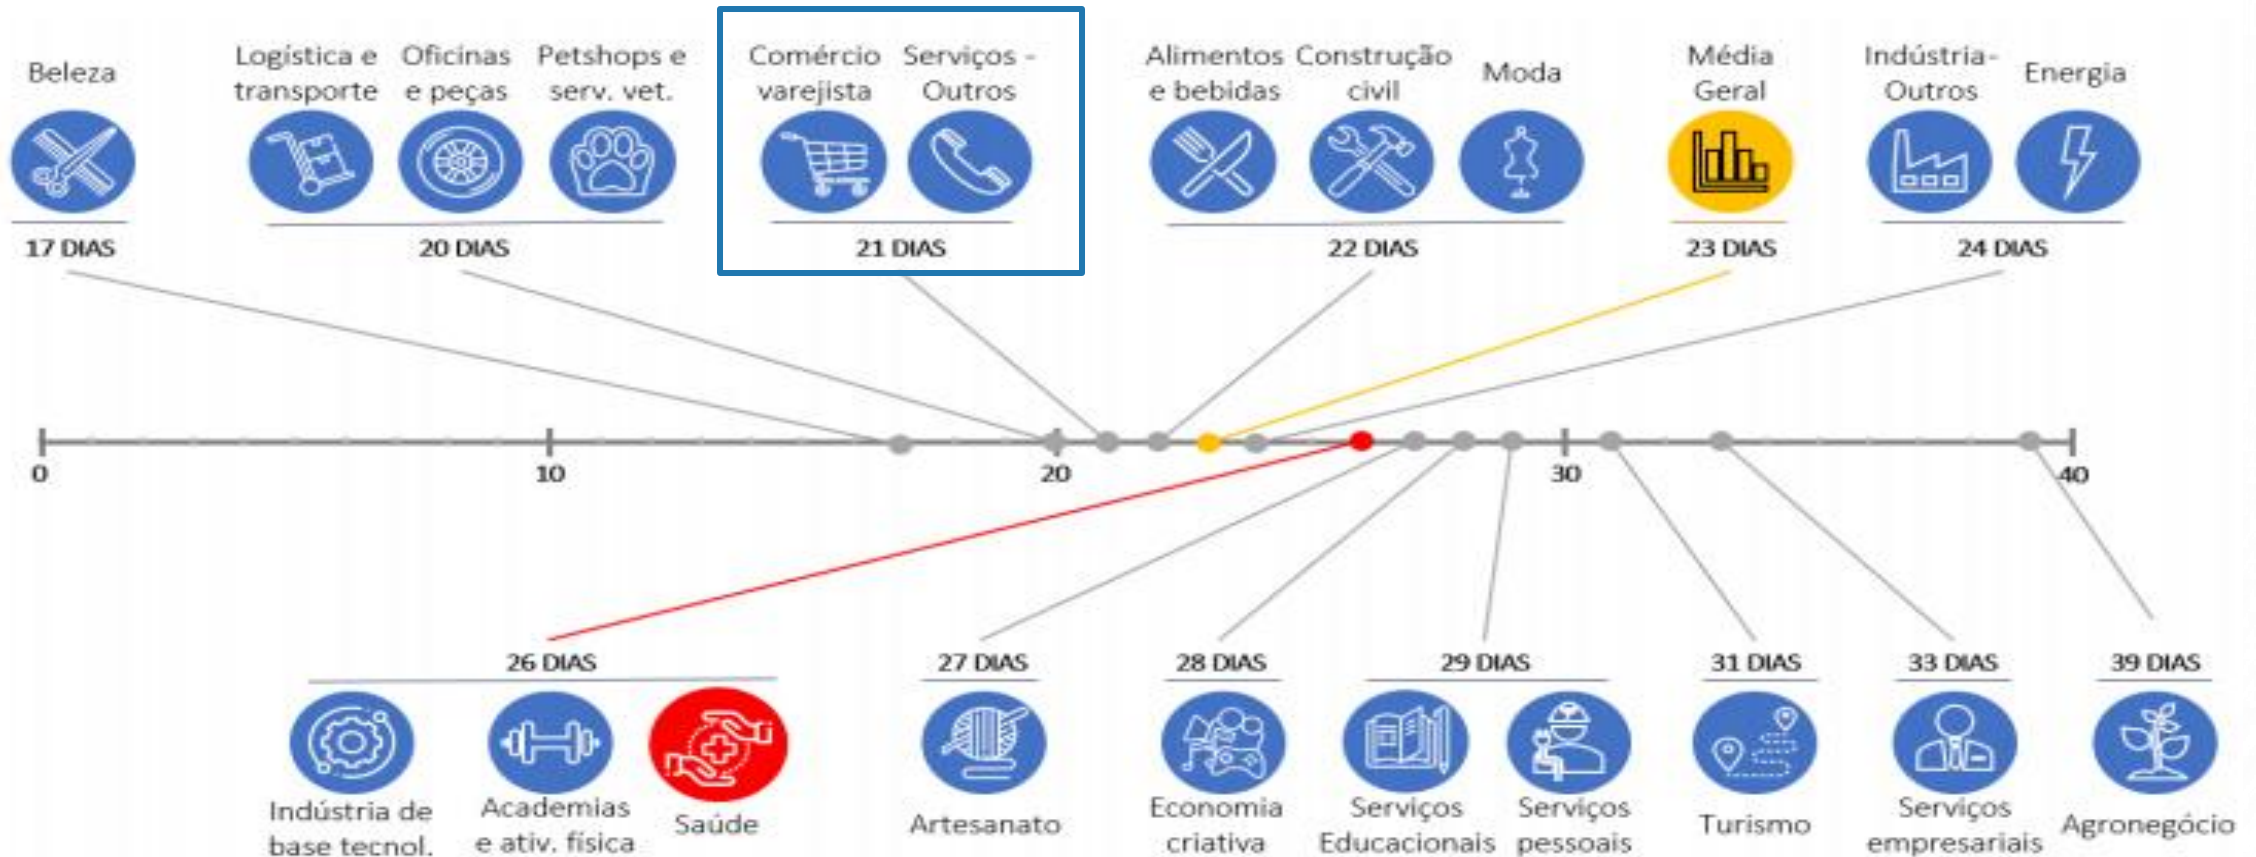 Beleza
17 DIAS
Logística e
transporte
Oficinas
e peças
Petshops e
serv. vet.
20 DIAS
Comércio
varejista
Serviços -
Outros
21 DIAS
Alimentos
e bebidas
Construção
civil
Moda
22 DIAS
Média
Geral
23 DIAS
Indústria-
Outros
Energia
24 DIAS
0
10
20
30
40
26 DIAS
Indústria de
base tecnol.
Academias
e ativ. física
Saúde
27 DIAS
Artesanato
28 DIAS
Economia
criativa
29 DIAS
Serviços
Educacionais
Serviços
pessoais
31 DIAS
Turismo
33 DIAS
Serviços
empresariais
39 DIAS
Agronegócio